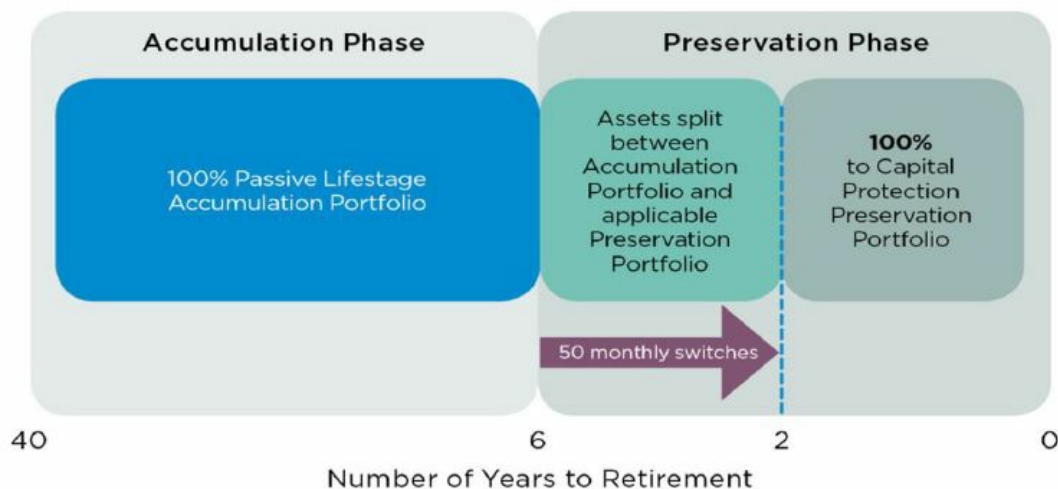 Accumulation Phase
Preservation Phase
100% Passive Lifestage
Accumulation Portfolio
Assets split
between
Accumulation
Portfolio and
applicable
Preservation
Portfolio
100%
to Capital
Protection
Preservation
Portfolio
50 monthly switches
40 6 2 0
Number of Years to Retirement